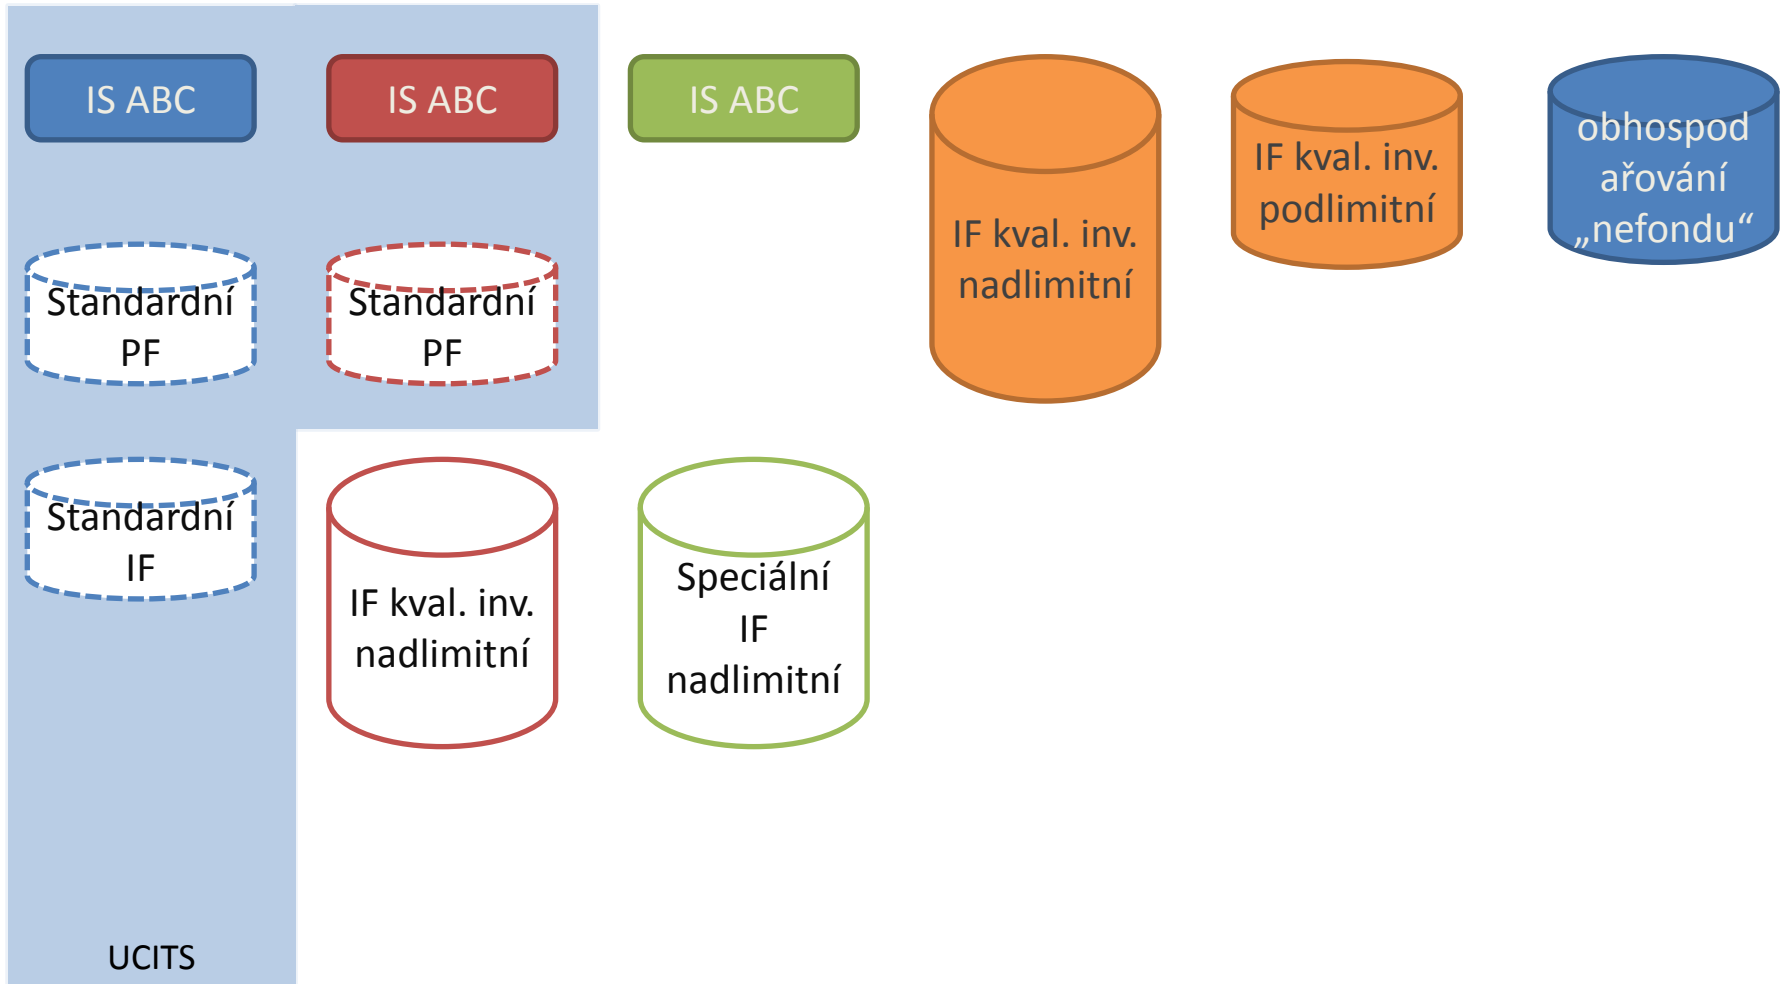 IS ABC
IS ABC
IS ABC
IF kval. inv.
nadlimitní
IF kval. inv.
podlimitní
obhospod
ařování
„nefondu“
Standardní
PF
Standardní
PF
Standardní
IF
IF kval. inv.
nadlimitní
Speciální
IF
nadlimitní
UCITS